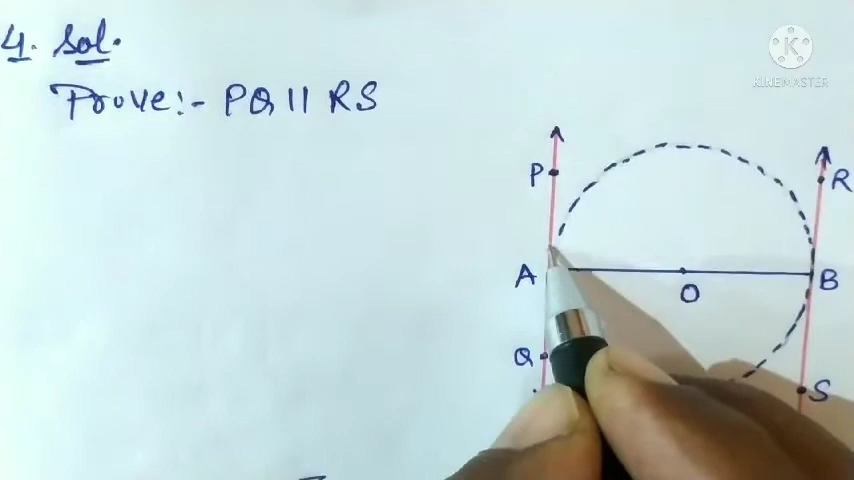 4. Sol.
Prove:- PQ || RS
K
KINEMASTER
P
R
A
O
B
Q
S